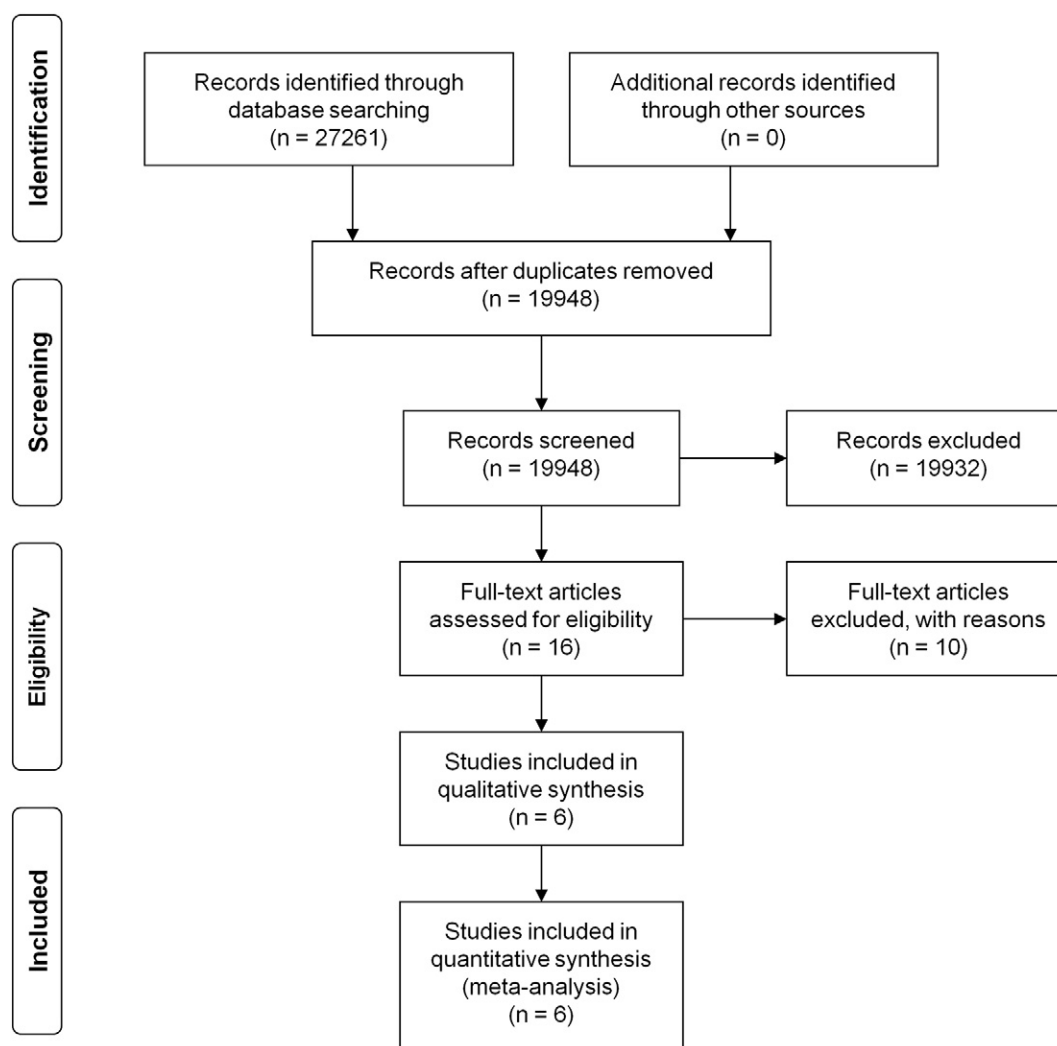 Identification
Records identified through
database searching
(n = 27261)
Additional records identified
through other sources
(n = 0)
Records after duplicates removed
(n = 19948)
Screening
Records screened
(n = 19948)
Records excluded
(n = 19932)
Eligibility
Full-text articles
assessed for eligibility
(n = 16)
Full-text articles
excluded, with reasons
(n = 10)
Studies included in
qualitative synthesis
(n = 6)
Included
Studies included in
quantitative synthesis
(meta-analysis)
(n = 6)